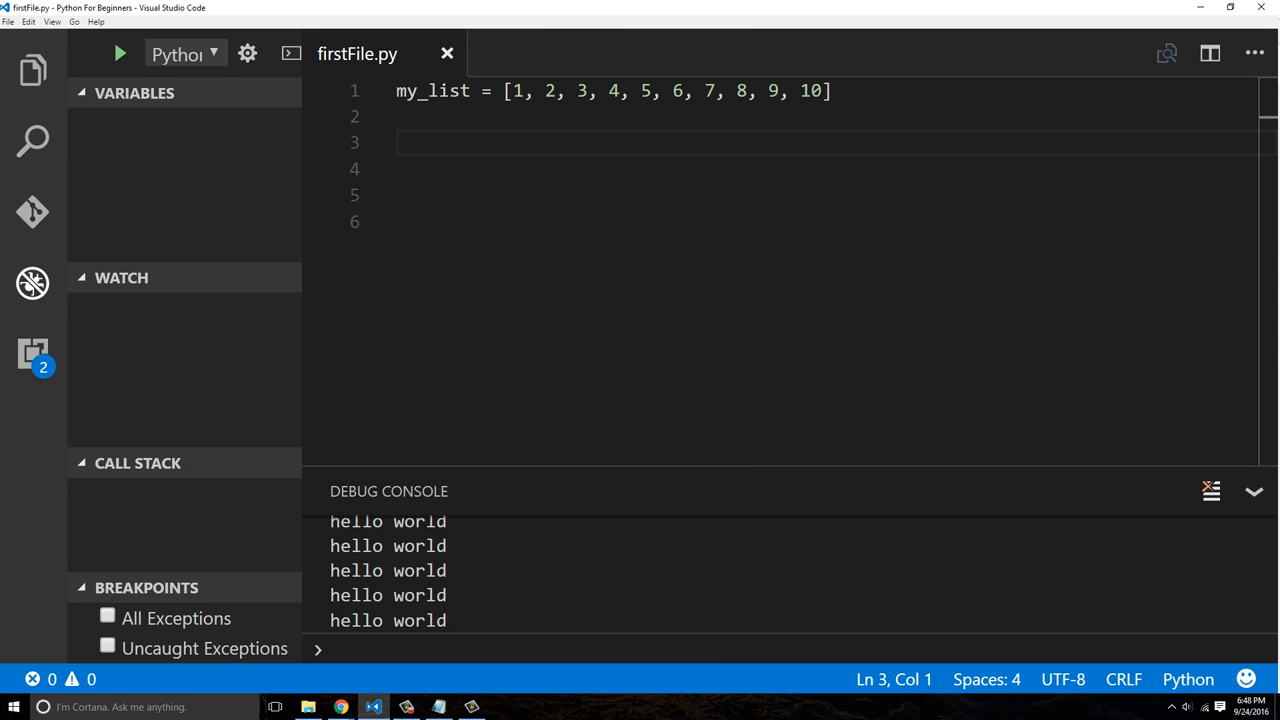 firstFile.py - Python For Beginners - Visual Studio Code
File Edit View Go Help
Python
firstFile.py
VARIABLES
1 my_list = [1, 2, 3, 4, 5, 6, 7, 8, 9, 10]
2
3
4
5
6
WATCH
CALL STACK
BREAKPOINTS
All Exceptions
Uncaught Exceptions
2
DEBUG CONSOLE
hello world
hello world
hello world
hello world
hello world
0 0
Ln 3, Col 1 Spaces: 4 UTF-8 CRLF Python
I'm Cortana. Ask me anything.
6:48 PM
9/24/2016